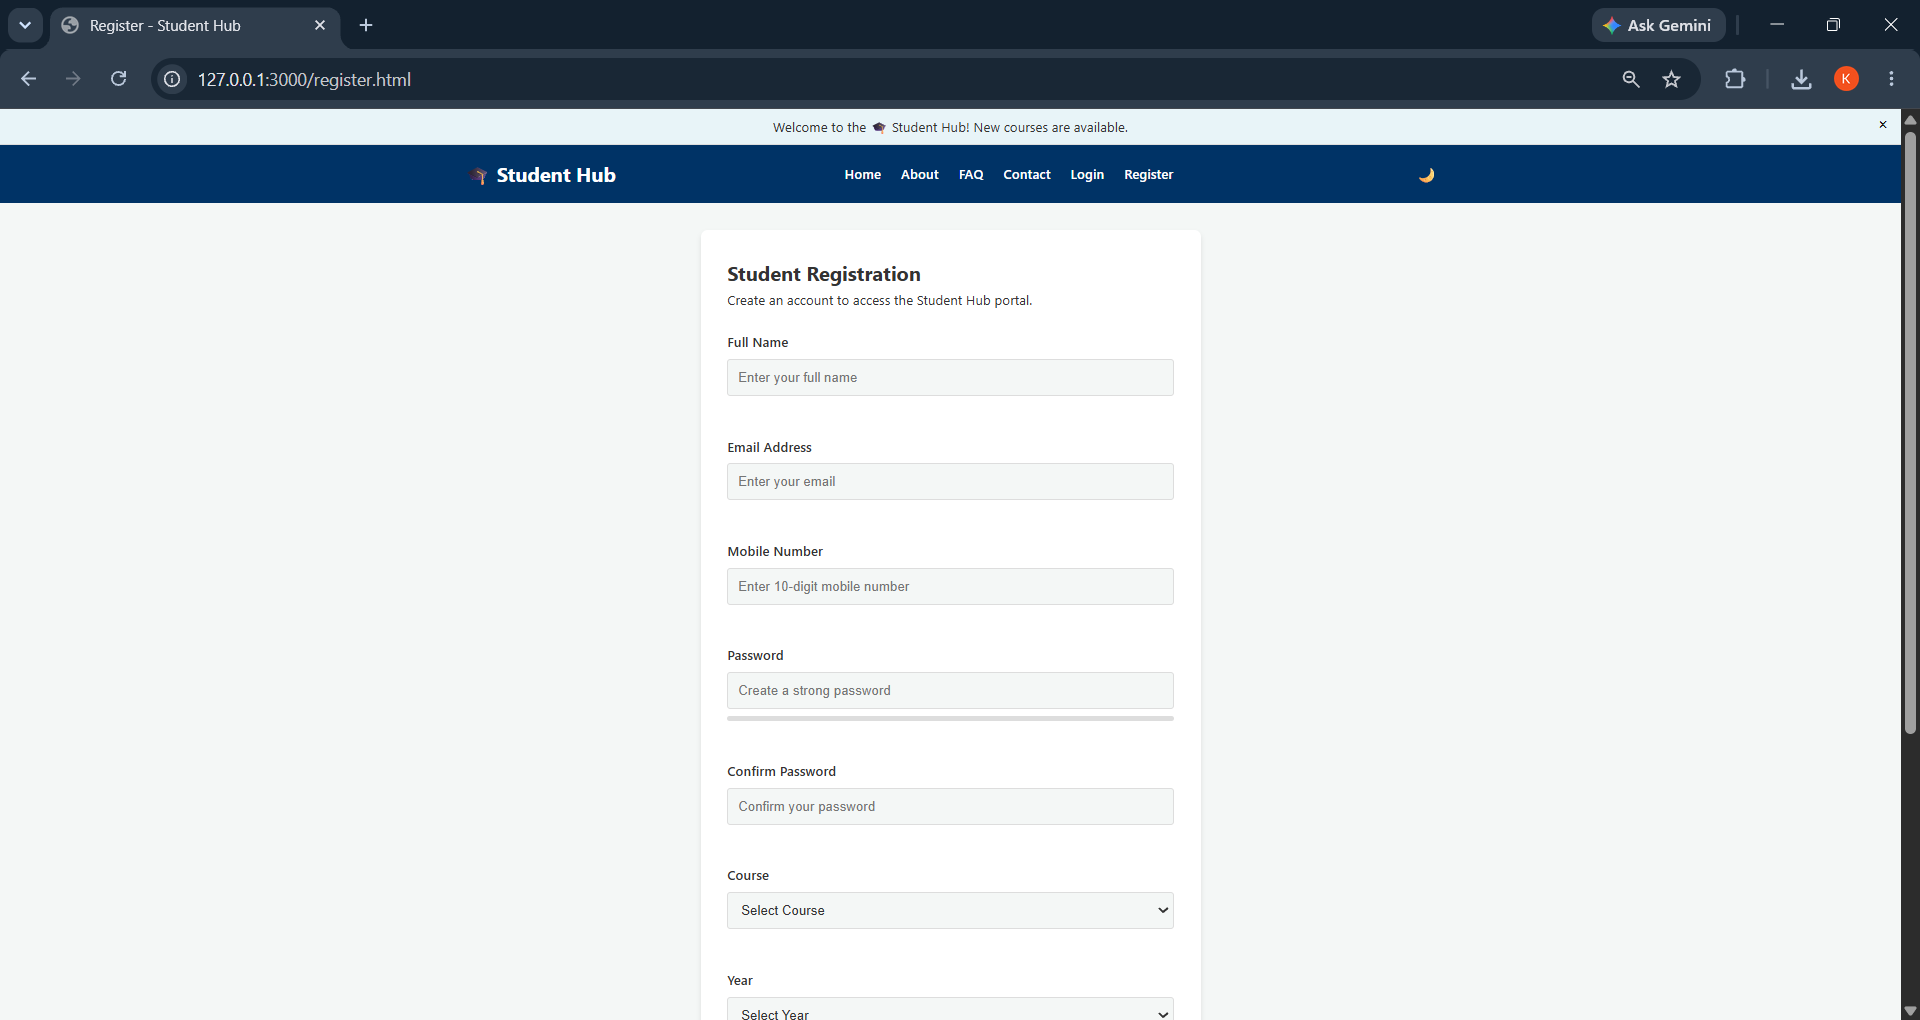 Register - Student Hub
Ask Gemini
127.0.0.1:3000/register.html
K
Welcome to the 🎓 Student Hub! New courses are available.
×
🎓 Student Hub
Home About FAQ Contact Login Register
Student Registration
Create an account to access the Student Hub portal.
Full Name
Enter your full name
Email Address
Enter your email
Mobile Number
Enter 10-digit mobile number
Password
Create a strong password
Confirm Password
Confirm your password
Course
Select Course
Year
Select Year